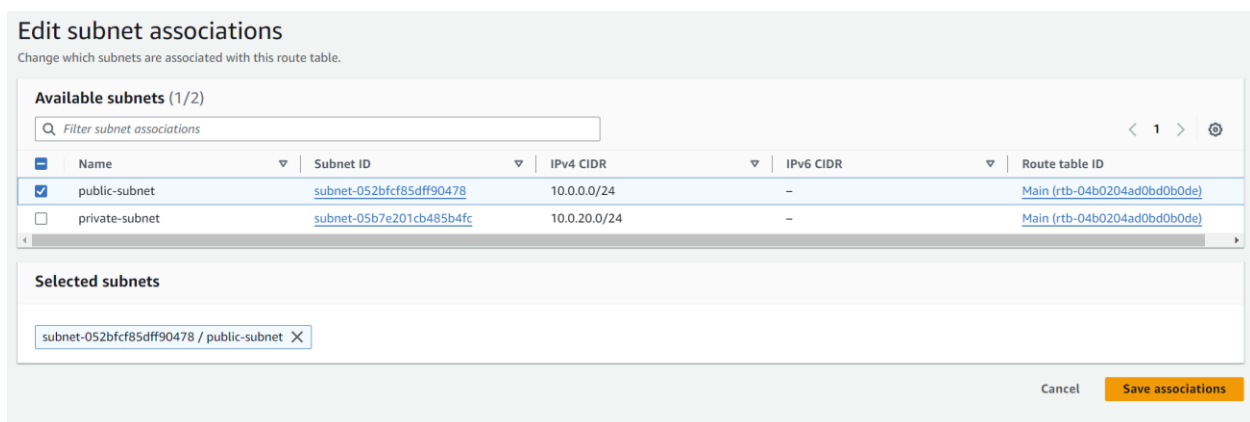 Edit subnet associations
Change which subnets are associated with this route table.
Available subnets (1/2)
Filter subnet associations
1
Name Subnet ID IPv4 CIDR IPv6 CIDR Route table ID
public-subnet subnet-052bfcf85dff90478 10.0.0.0/24 – Main (rtb-04b0204ad0bd0b0de)
private-subnet subnet-05b7e201cb485b4fc 10.0.20.0/24 – Main (rtb-04b0204ad0bd0b0de)
Selected subnets
subnet-052bfcf85dff90478 / public-subnet
Cancel Save associations